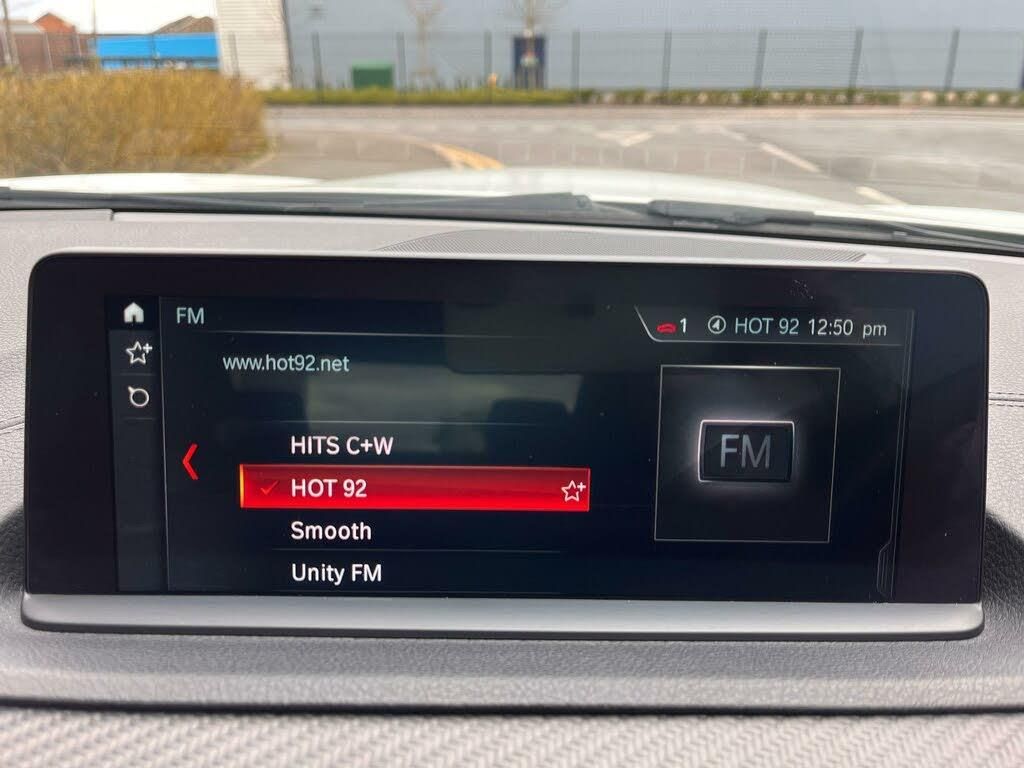 FM
1 HOT 92 12:50 pm
www.hot92.net
HITS C+W
HOT 92
Smooth
Unity FM
FM